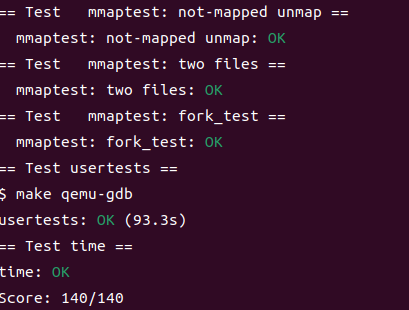 == Test   mmaptest: not-mapped unmap ==
  mmaptest: not-mapped unmap: OK
== Test   mmaptest: two files ==
  mmaptest: two files: OK
== Test   mmaptest: fork_test ==
  mmaptest: fork_test: OK
== Test usertests ==
$ make qemu-gdb
usertests: OK (93.3s)
== Test time ==
time: OK
Score: 140/140